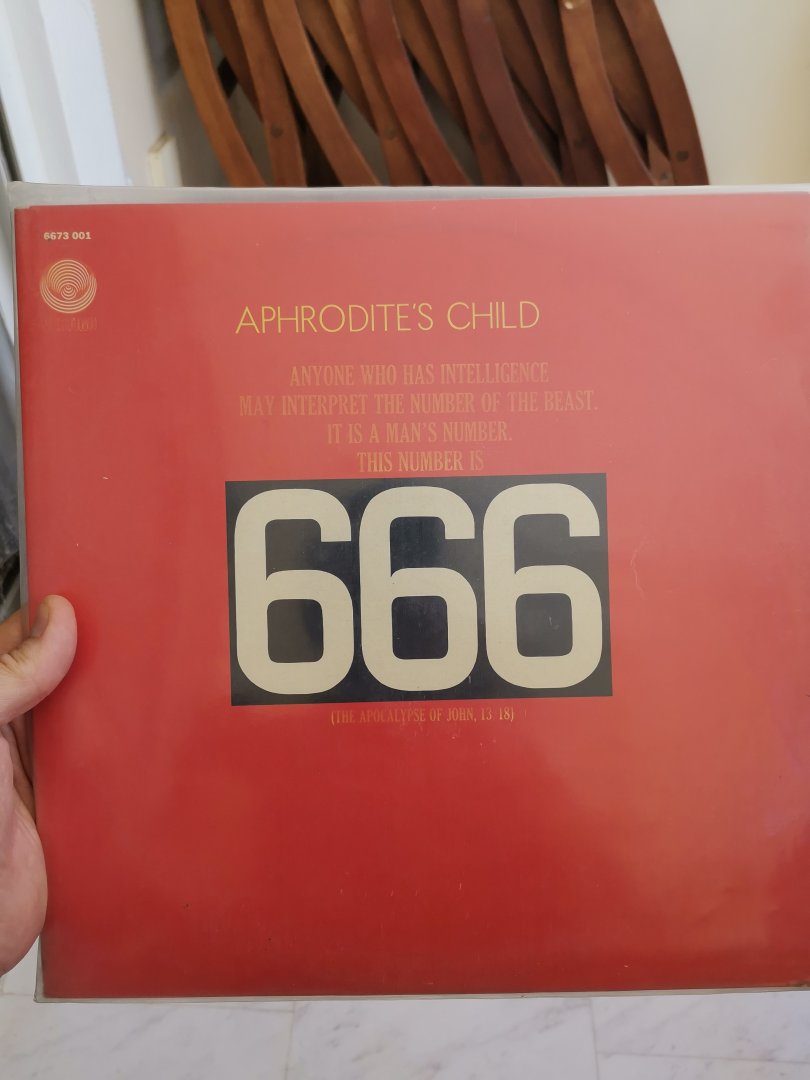 6673 001
APHRODITE'S CHILD
ANYONE WHO HAS INTELLIGENCE
MAY INTERPRET THE NUMBER OF THE BEAST.
IT IS A MAN'S NUMBER.
THIS NUMBER IS
666
(THE APOCALYPSE OF JOHN, 13/18)